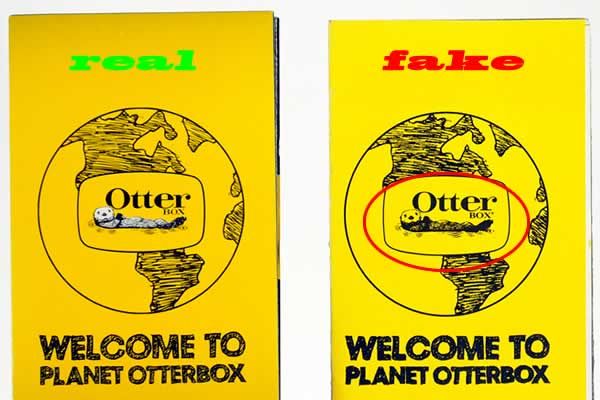 real
Otter
BOX
WELCOME TO
PLANET OTTERBOX
fake
Otter
BOX
WELCOME TO
PLANET OTTERBOX